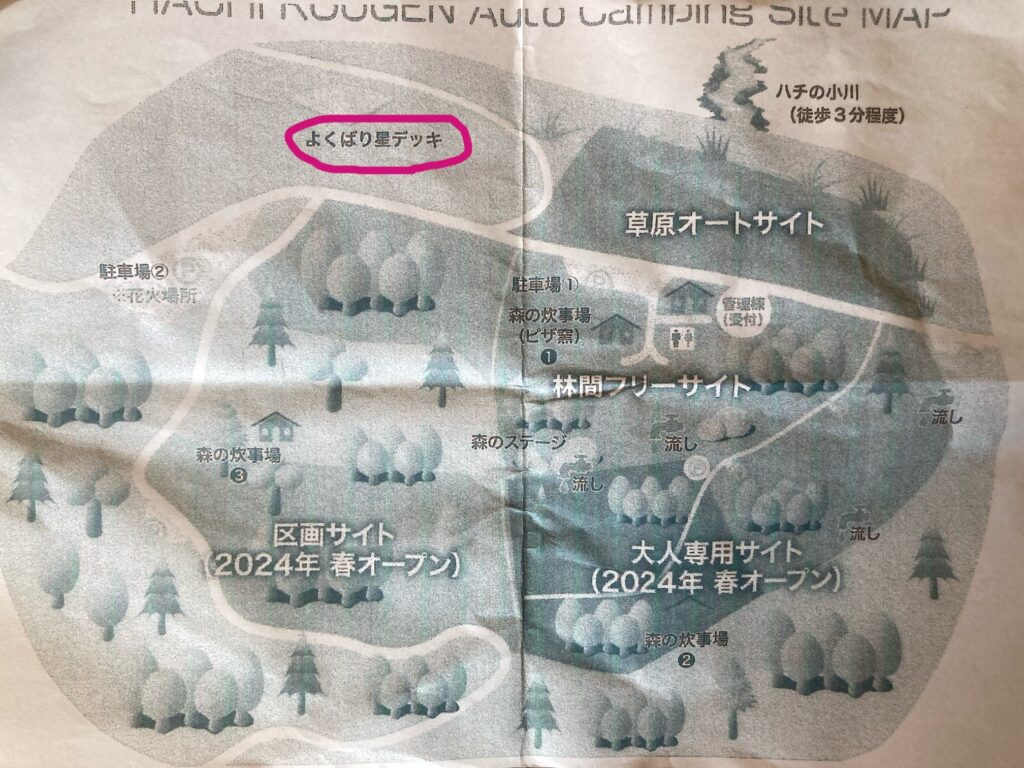 HACHI KOUGEN Auto Camping Site MAP
ハチの小川
(徒歩3分程度)
よくばり星デッキ
草原オートサイト
駐車場②
※花火場所
駐車場①
管理棟
(受付)
森の炊事場
(ピザ窯)
❶
林間フリーサイト
流し
森のステージ
流し
森の炊事場
❸
流し
流し
区画サイト
(2024年 春オープン)
大人専用サイト
(2024年 春オープン)
森の炊事場
❷